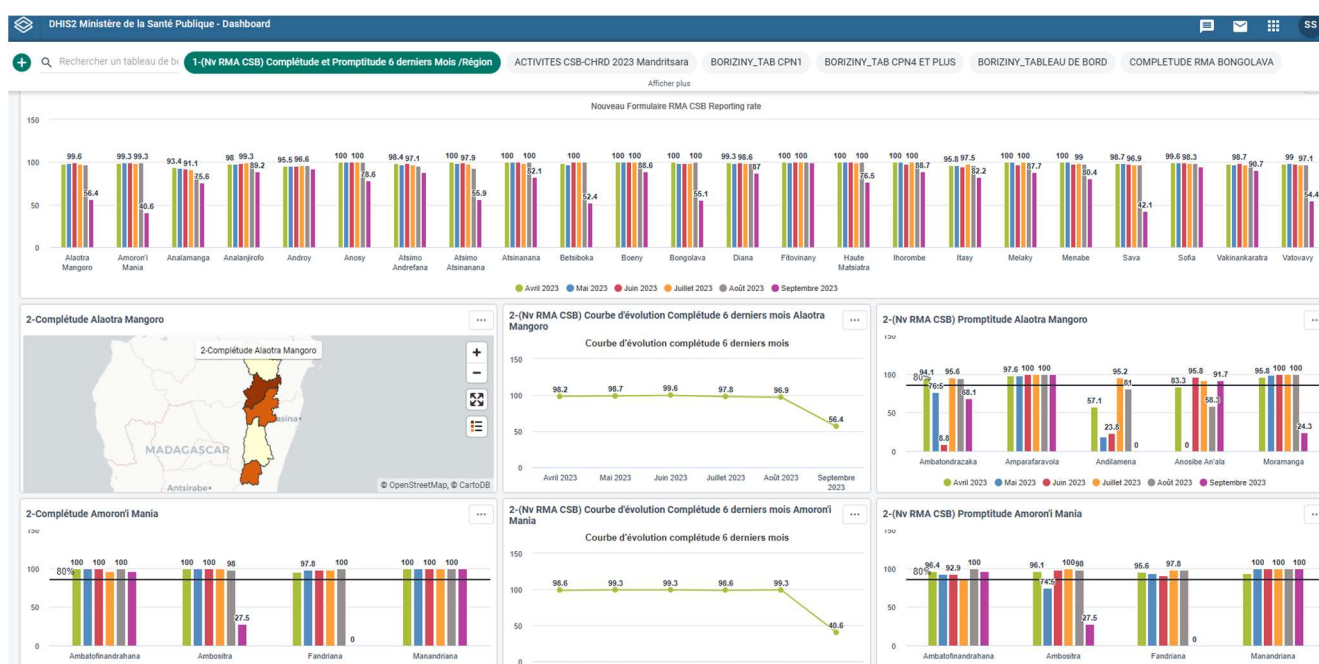 DHIS2 Ministère de la Santé Publique - Dashboard
SS
Rechercher un tableau de
1-(Nv RMA CSB) Complétude et Promptitude 6 derniers Mois /Région
ACTIVITES CSB-CHRD 2023 Mandritsara
BORIZINY_TAB CPN1
BORIZINY_TAB CPN4 ET PLUS
BORIZINY_TABLEAU DE BORD
COMPLETUDE RMA BONGOLAVA
Afficher plus
Nouveau Formulaire RMA CSB Reporting rate
150
100
50
0
99.6 56.4
99.3 99.3 40.6
93.4 91.1 75.6
98 99.3 89.2
95.5 96.6
100 100 78.6
98.4 97.1
100 97.9 55.9
100 100 82.1
100 52.4
100 100 88.6
100 100 55.1
99.3 98.6 87
100 100
100 100 76.5
100 100 88.7
95.8 97.5 82.2
100 100 87.7
100 99 80.4
98.7 96.9 42.1
99.6 98.3
98.7 90.7
99 97.1 54.4
Alaotra Mangoro
Amoron'i Mania
Analamanga
Analanjirofo
Androy
Anosy
Atsimo Andrefana
Atsimo Atsinanana
Atsinanana
Betsiboka
Boeny
Bongolava
Diana
Fitovinany
Haute Matsiatra
Ihorombe
Itasy
Melaky
Menabe
Sava
Sofia
Vakinankaratra
Vatovavy
Avril 2023 Mai 2023 Juin 2023 Juillet 2023 Août 2023 Septembre 2023
2-Complétude Alaotra Mangoro
2-Complétude Alaotra Mangoro
asina
MADAGASCAR
Antsirabe
© OpenStreetMap, © CartoDB
2-(Nv RMA CSB) Courbe d'évolution Complétude 6 derniers mois Alaotra
Mangoro
Courbe d'évolution complétude 6 derniers mois
150
100
50
0
98.2 98.7 99.6 97.8 96.9 56.4
Avril 2023 Mai 2023 Juin 2023 Juillet 2023 Août 2023 Septembre
2023
2-(Nv RMA CSB) Promptitude Alaotra Mangoro
150
100
50
0
80%
94.1 76.5 8.8 95.6 68.1
97.6 100 100 100
57.1 23.8 95.2 81 0
83.3 0 95.8 58.3 91.7
95.8 100 100 24.3
Ambatondrazaka Amparafaravola Andilamena Anosibe An'ala Moramanga
Avril 2023 Mai 2023 Juin 2023 Juillet 2023 Août 2023 Septembre 2023
2-Complétude Amoron'i Mania
150
100
50
0
80%
100 100 100
100 100 98 27.5
97.8 100 0
100 100 100 100
Ambatofinandrahana Ambositra Fandriana Manandriana
2-(Nv RMA CSB) Courbe d'évolution Complétude 6 derniers mois Amoron'i
Mania
Courbe d'évolution complétude 6 derniers mois
150
100
50
0
98.6 99.3 99.3 98.6 99.3 40.6
2-(Nv RMA CSB) Promptitude Amoron'i Mania
150
100
50
0
80%
96.4 92.9 100
96.1 74.5 100 98 27.5
95.6 97.8 0
100 100 100
Ambatofinandrahana Ambositra Fandriana Manandriana